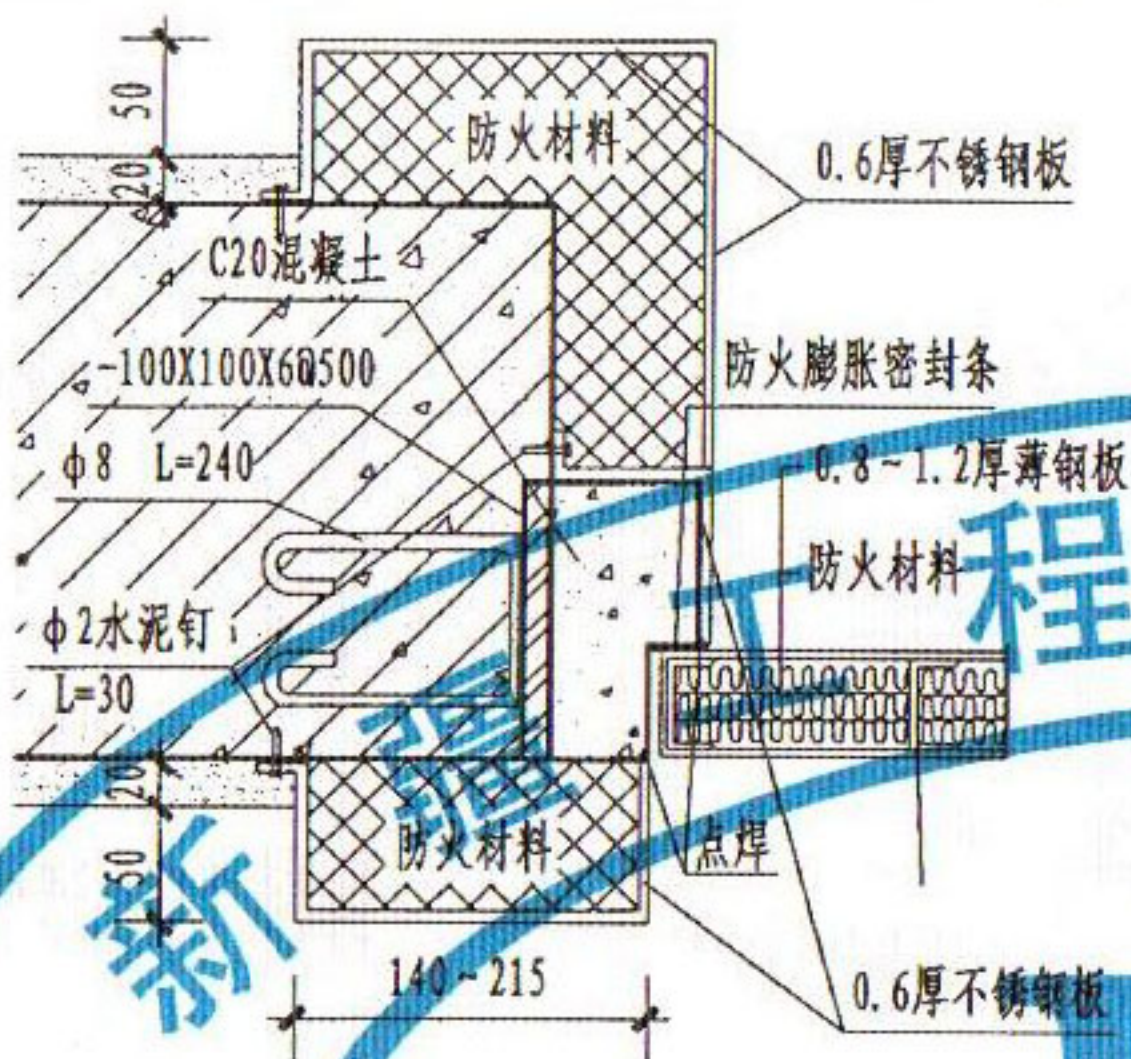 50
防火材料
0.6厚不锈钢板
20
C20混凝土
-100X100X6@500
防火膨胀密封条
φ8 L=240
0.8~1.2厚薄钢板
防火材料
φ2水泥钉
L=30
20
防火材料
点焊
50
140~215
0.6厚不锈钢板
新疆工程